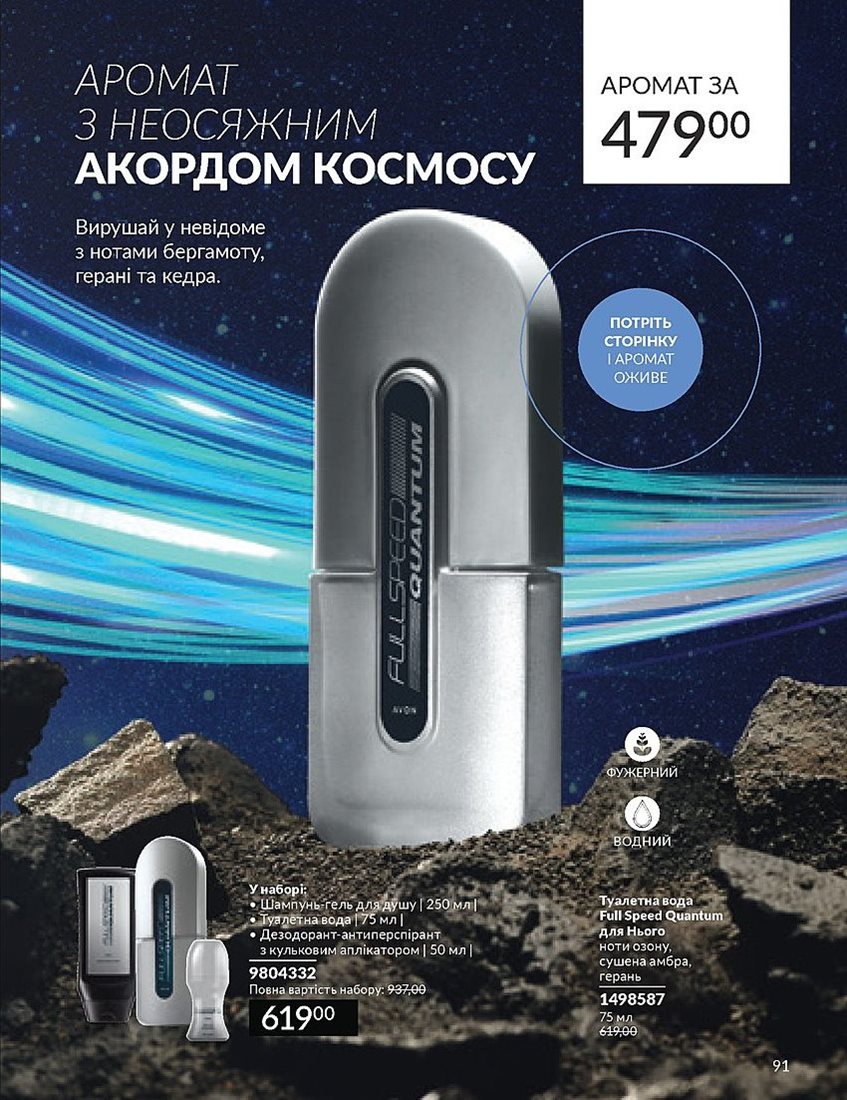 АРОМАТ
З НЕОСЯЖНИМ
АКОРДОМ КОСМОСУ
Вирушай у невідоме
з нотами бергамоту,
герані та кедра.
АРОМАТ ЗА
479⁰⁰
ПОТРІТЬ
СТОРІНКУ
І АРОМАТ
ОЖИВЕ
FULL SPEED
QUANTUM
AVON
ФУЖЕРНИЙ
ВОДНИЙ
FULL SPEED
QUANTUM
У наборі:
• Шампунь-гель для душу | 250 мл |
• Туалетна вода | 75 мл |
• Дезодорант-антиперспірант
з кульковим аплікатором | 50 мл |
9804332
Повна вартість набору: 937,00
619⁰⁰
Туалетна вода
Full Speed Quantum
для Нього
ноти озону,
сушена амбра,
герань
1498587
75 мл
619,00
91